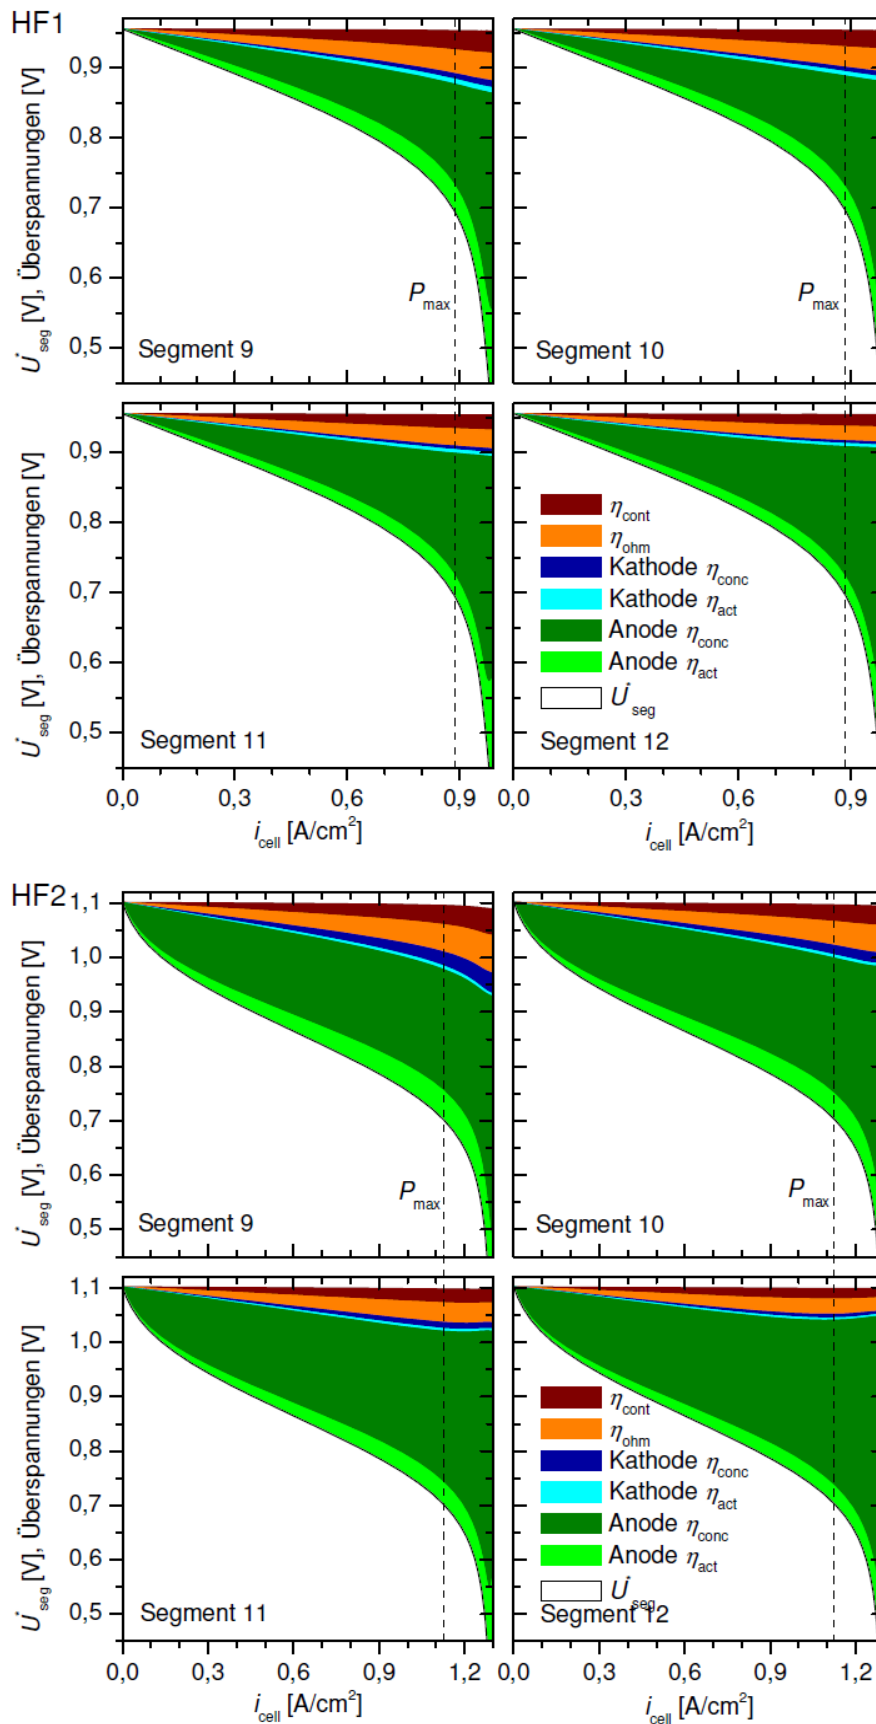 HF1
U*seg [V], Überspannungen [V]
0,9
0,8
0,7
0,6
0,5
Pmax
Segment 9
Pmax
Segment 10
U*seg [V], Überspannungen [V]
0,9
0,8
0,7
0,6
0,5
Segment 11
ηcont
ηohm
Kathode ηconc
Kathode ηact
Anode ηconc
Anode ηact
U*seg
Segment 12
0,0 0,3 0,6 0,9 0,0 0,3 0,6 0,9
icell [A/cm²] icell [A/cm²]
HF2
U*seg [V], Überspannungen [V]
1,1
1,0
0,9
0,8
0,7
0,6
0,5
Pmax
Segment 9
Pmax
Segment 10
U*seg [V], Überspannungen [V]
1,1
1,0
0,9
0,8
0,7
0,6
0,5
Segment 11
ηcont
ηohm
Kathode ηconc
Kathode ηact
Anode ηconc
Anode ηact
U*seg
Segment 12
0,0 0,3 0,6 0,9 1,2 0,0 0,3 0,6 0,9 1,2
icell [A/cm²] icell [A/cm²]